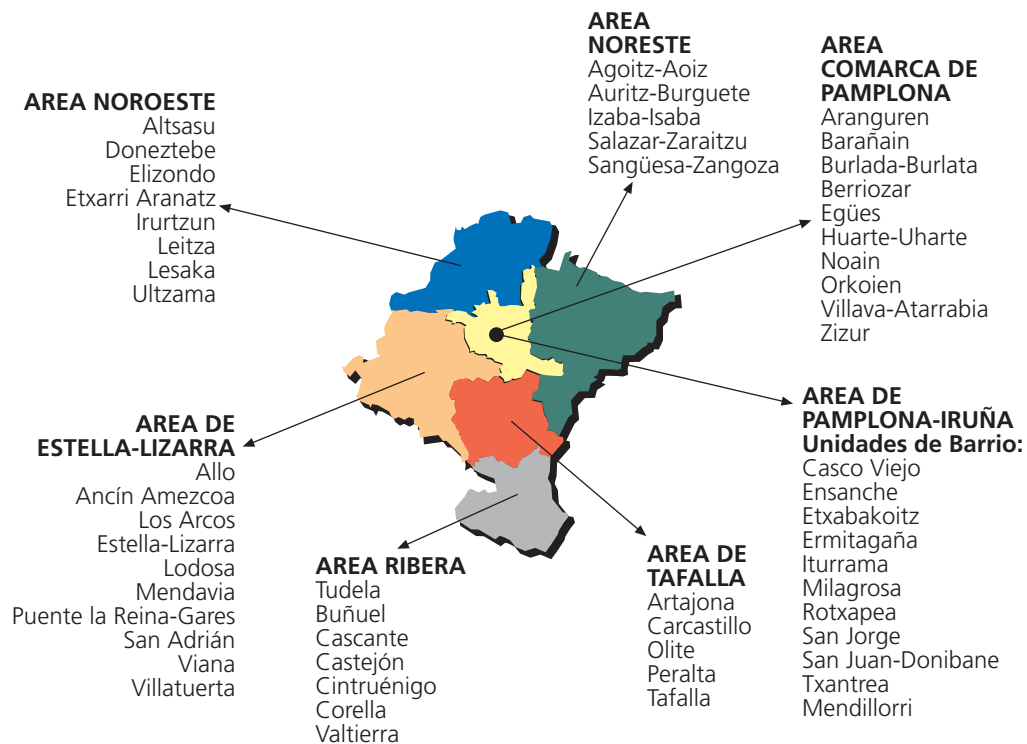 AREA NOROESTE
Altsasu
Doneztebe
Elizondo
Etxarri Aranatz
Irurtzun
Leitza
Lesaka
Ultzama
AREA
NORESTE
Agoitz-Aoiz
Auritz-Burguete
Izaba-Isaba
Salazar-Zaraitzu
Sangüesa-Zangoza
AREA
COMARCA DE
PAMPLONA
Aranguren
Barañain
Burlada-Burlata
Berriozar
Egües
Huarte-Uharte
Noain
Orkoien
Villava-Atarrabia
Zizur
AREA DE
ESTELLA-LIZARRA
Allo
Ancín Amezcoa
Los Arcos
Estella-Lizarra
Lodosa
Mendavia
Puente la Reina-Gares
San Adrián
Viana
Villatuerta
AREA RIBERA
Tudela
Buñuel
Cascante
Castejón
Cintruénigo
Corella
Valtierra
AREA DE
TAFALLA
Artajona
Carcastillo
Olite
Peralta
Tafalla
AREA DE
PAMPLONA-IRUÑA
Unidades de Barrio:
Casco Viejo
Ensanche
Etxabakoitz
Ermitagaña
Iturrama
Milagrosa
Rotxapea
San Jorge
San Juan-Donibane
Txantrea
Mendillorri